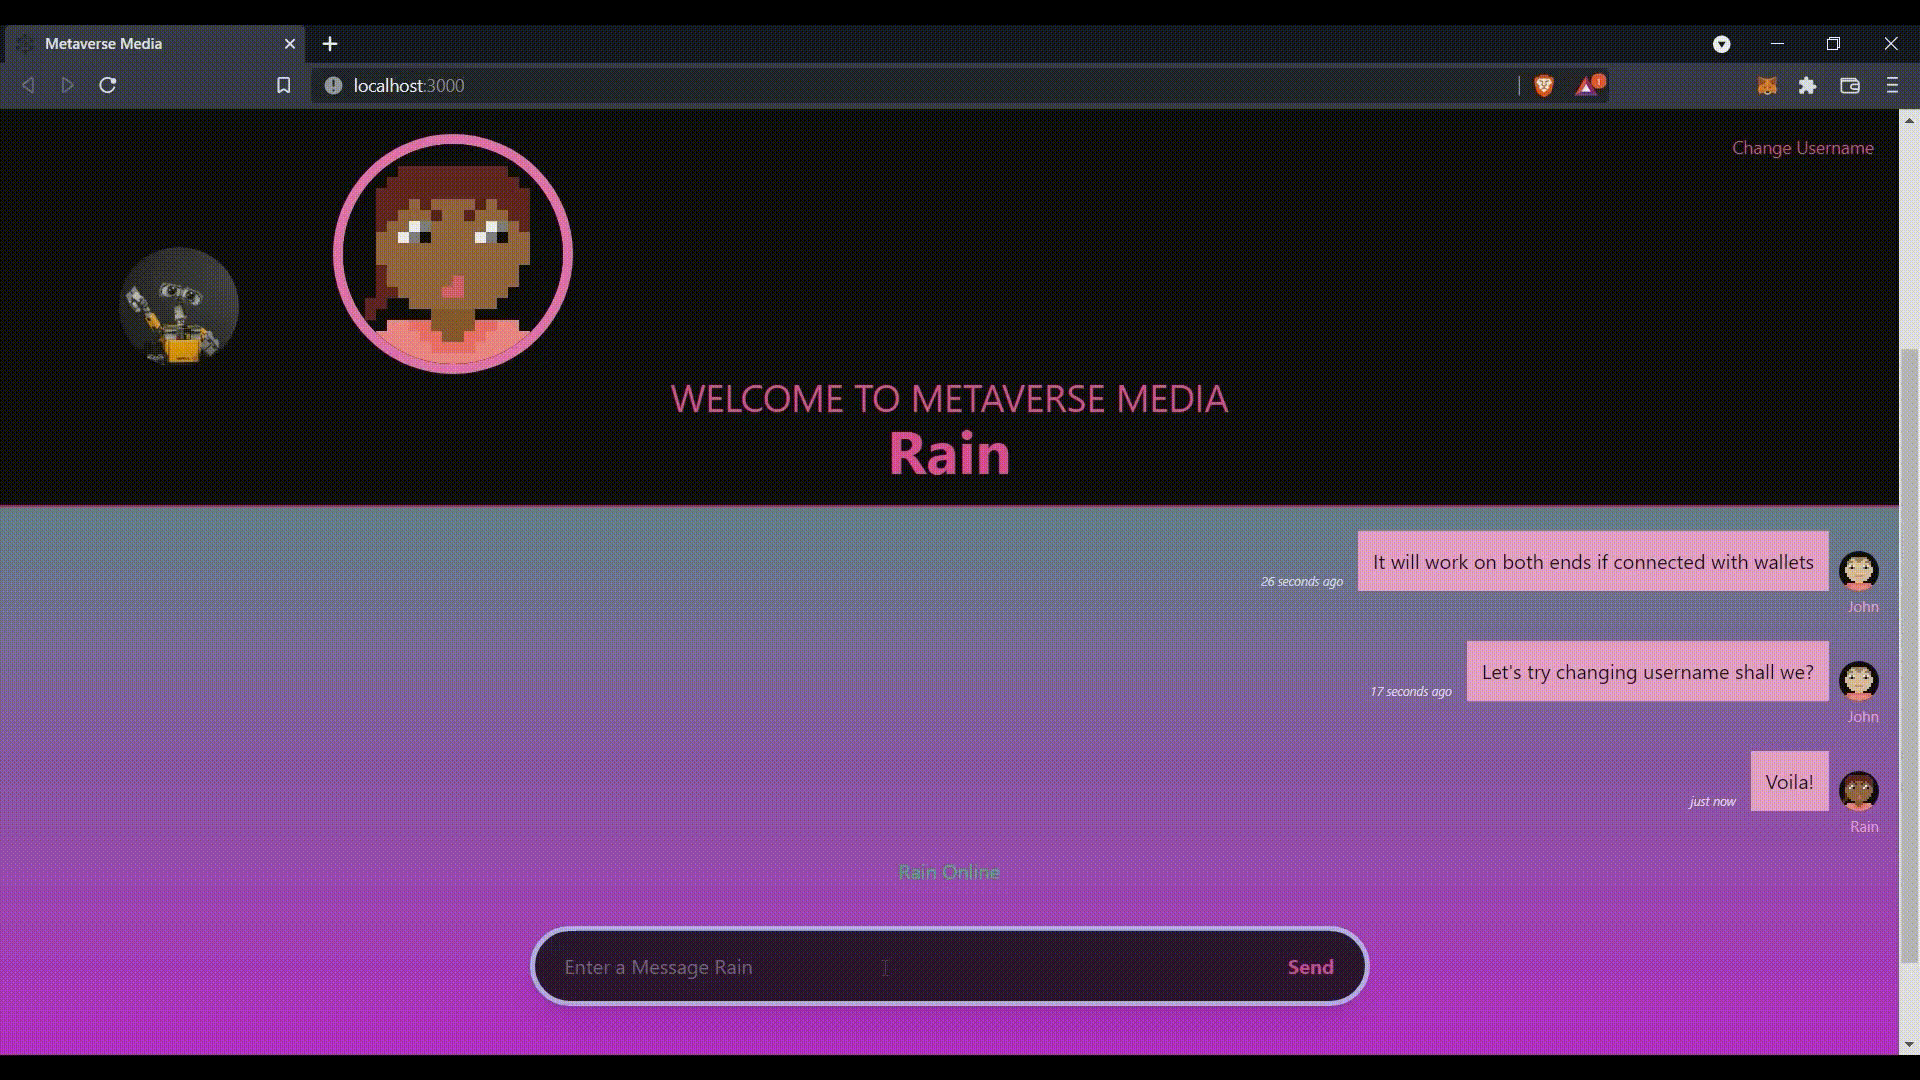 Metaverse Media
localhost:3000
1
Change Username
WELCOME TO METAVERSE MEDIA
Rain
It will work on both ends if connected with wallets
26 seconds ago
John
Let's try changing username shall we?
17 seconds ago
John
Voila!
just now
Rain
Rain Online
Enter a Message Rain
Send